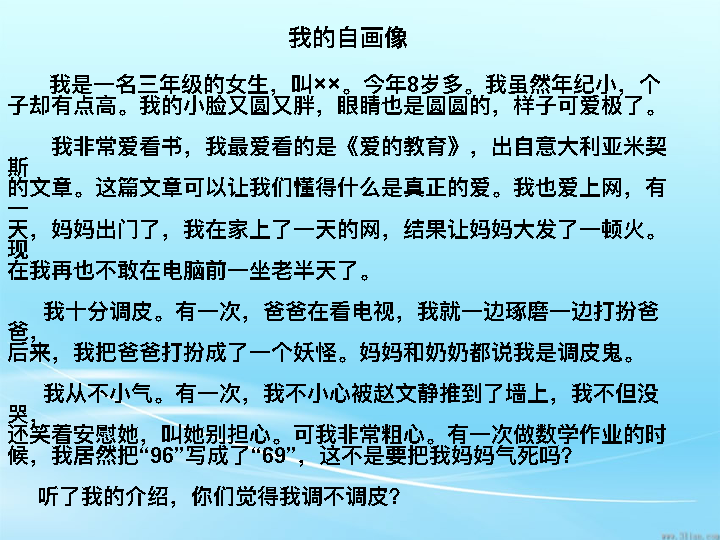 我的自画像
我是一名三年级的女生，叫××。今年8岁多。我虽然年纪小，个
子却有点高。我的小脸又圆又胖，眼睛也是圆圆的，样子可爱极了。
我非常爱看书，我最爱看的是《爱的教育》，出自意大利亚米契
斯
的文章。这篇文章可以让我们懂得什么是真正的爱。我也爱上网，有
一
天，妈妈出门了，我在家上了一天的网，结果让妈妈大发了一顿火。
现
在我再也不敢在电脑前一坐老半天了。
我十分调皮。有一次，爸爸在看电视，我就一边琢磨一边打扮爸
爸，
后来，我把爸爸打扮成了一个妖怪。妈妈和奶奶都说我是调皮鬼。
我从不小气。有一次，我不小心被赵文静推到了墙上，我不但没
哭，
还笑着安慰她，叫她别担心。可我非常粗心。有一次做数学作业的时
候，我居然把“96”写成了“69”，这不是要把我妈妈气死吗？
听了我的介绍，你们觉得我调不调皮？